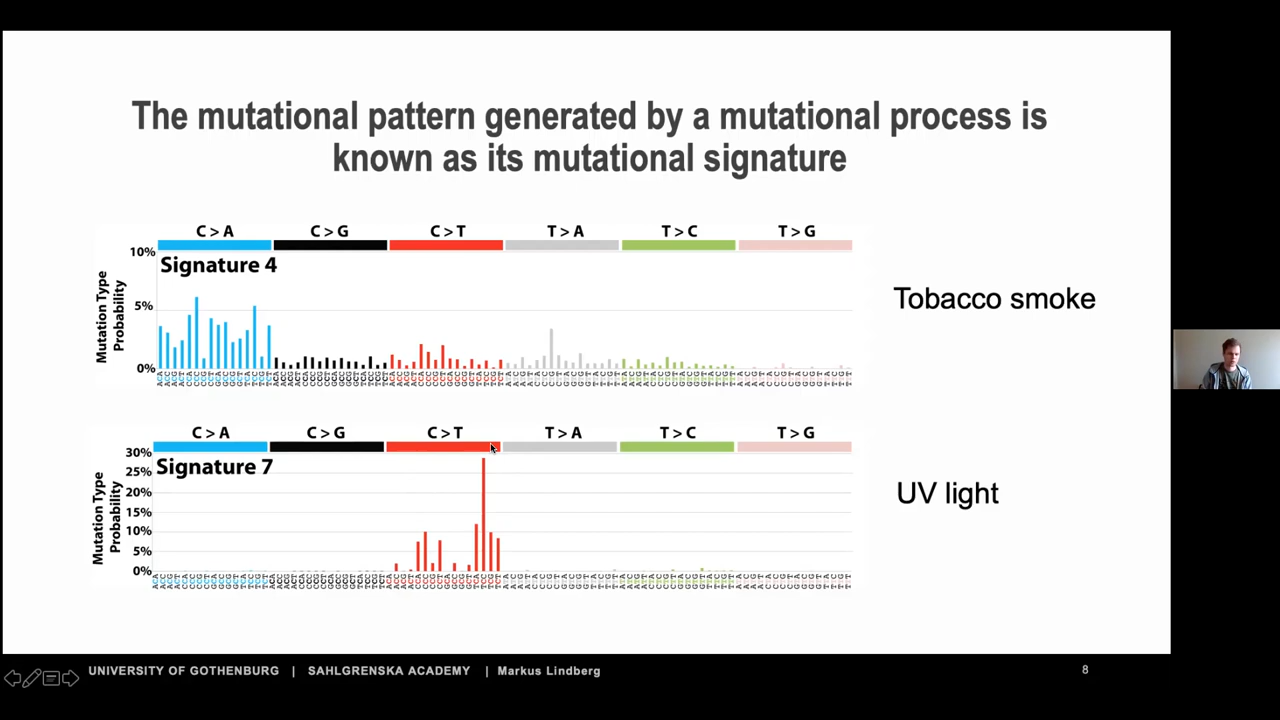 The mutational pattern generated by a mutational process is
known as its mutational signature
C > A C > G C > T T > A T > C T > G
10%
Signature 4
5%
0%
Mutation Type
Probability
Tobacco smoke
C > A C > G C > T T > A T > C T > G
30%
Signature 7
25%
20%
15%
10%
5%
0%
Mutation Type
Probability
UV light
UNIVERSITY OF GOTHENBURG | SAHLGRENSKA ACADEMY | Markus Lindberg
8